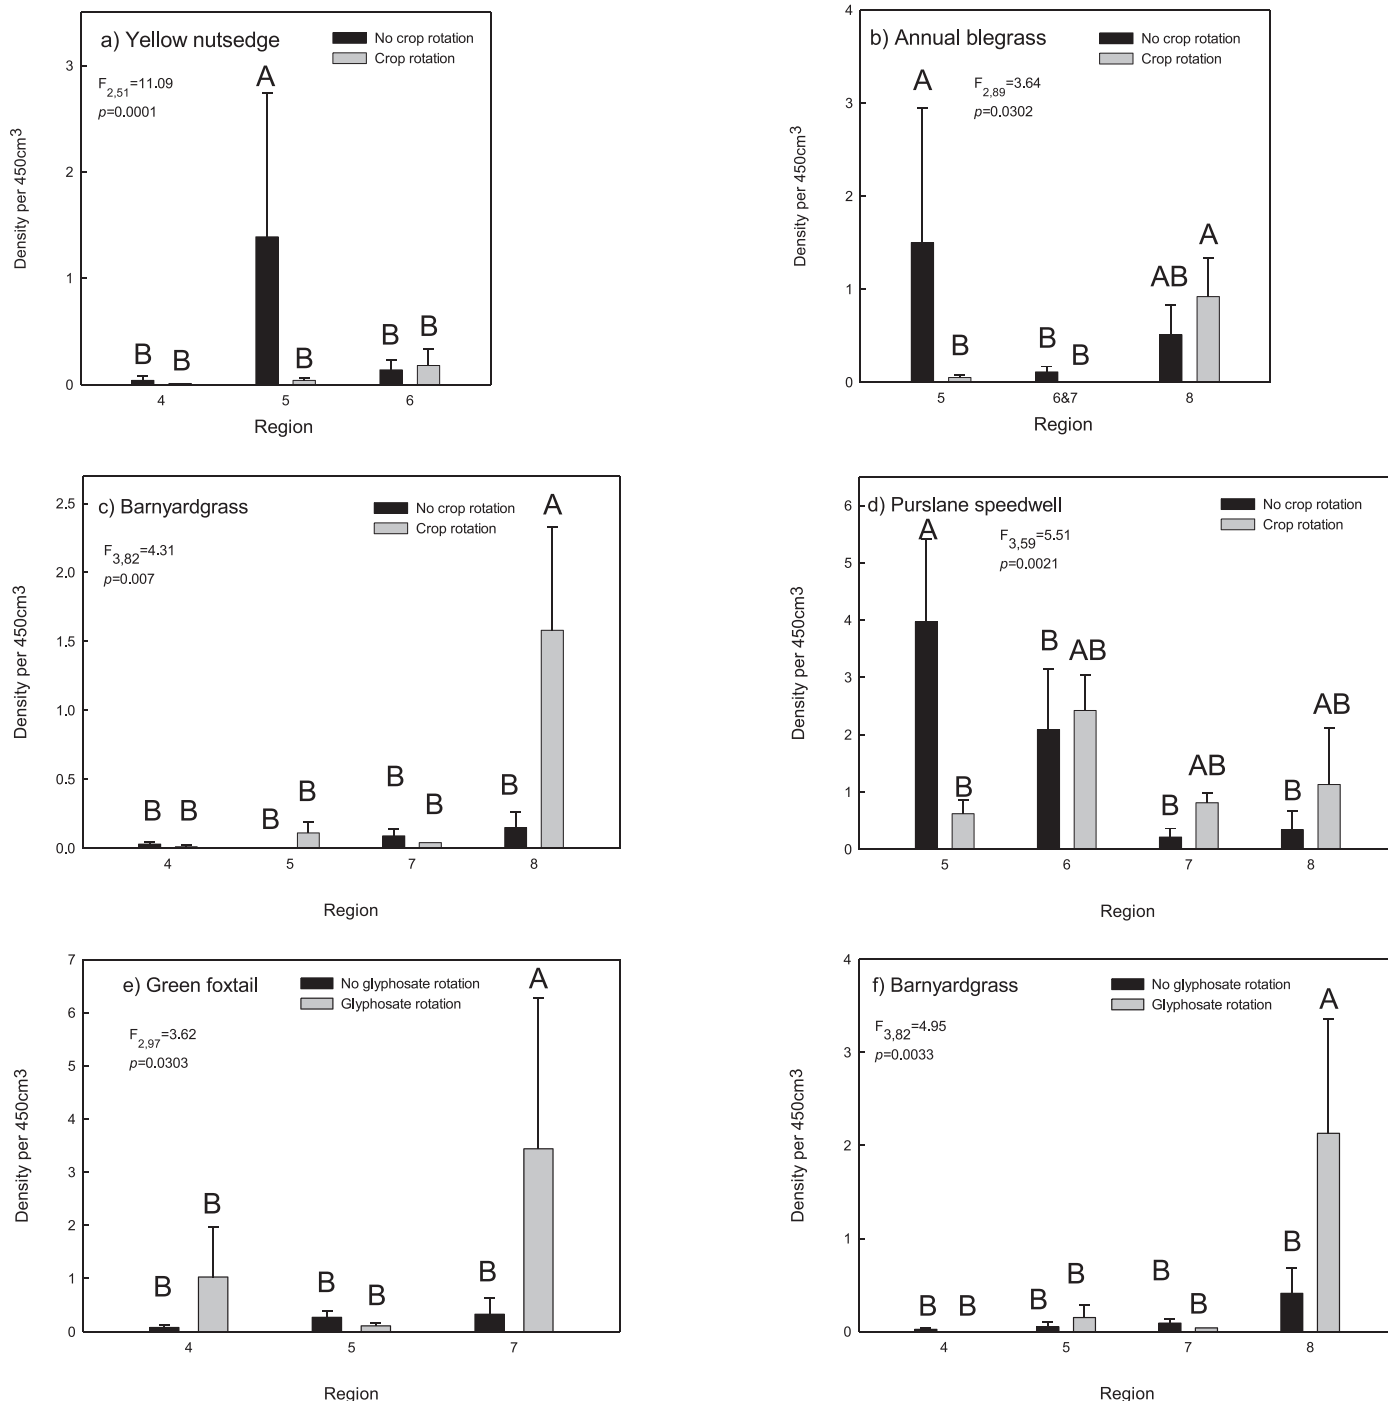 a) Yellow nutsedge
No crop rotation
Crop rotation
F2,51=11.09
p=0.0001
Density per 450cm3
3
2
1
0
B B A B B B
4 5 6
Region
b) Annual blegrass
No crop rotation
Crop rotation
F2,89=3.64
p=0.0302
Density per 450cm3
4
3
2
1
0
A B B B AB A
5 6&7 8
Region
c) Barnyardgrass
No crop rotation
Crop rotation
F3,82=4.31
p=0.007
Density per 450cm3
2.5
2.0
1.5
1.0
0.5
0.0
B B B B B B B A
4 5 7 8
Region
d) Purslane speedwell
No crop rotation
Crop rotation
F3,59=5.51
p=0.0021
Density per 450cm3
6
5
4
3
2
1
0
A B B AB B AB B AB
5 6 7 8
Region
e) Green foxtail
No glyphosate rotation
Glyphosate rotation
F2,97=3.62
p=0.0303
Density per 450cm3
7
6
5
4
3
2
1
0
B B B B B A
4 5 7
Region
f) Barnyardgrass
No glyphosate rotation
Glyphosate rotation
F3,82=4.95
p=0.0033
Density per 450cm3
4
3
2
1
0
B B B B B B B A
4 5 7 8
Region